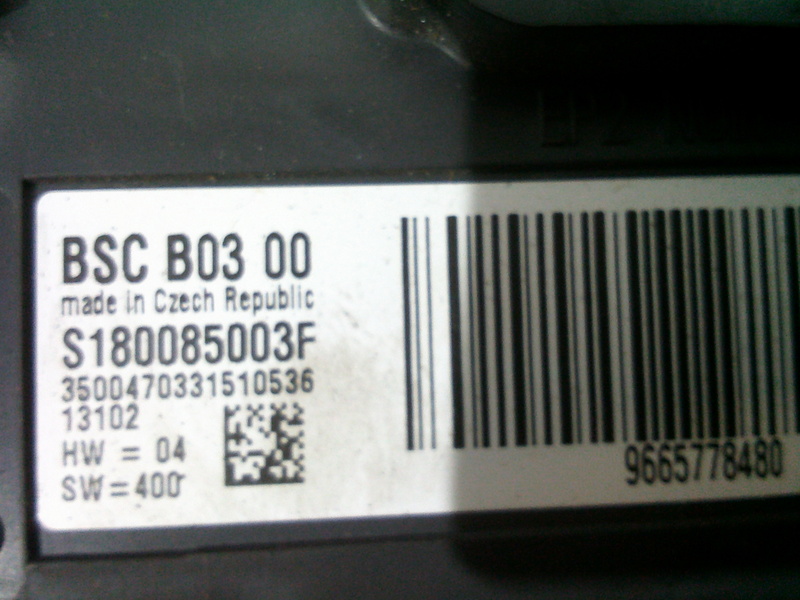 BSC B03 00
made in Czech Republic
S180085003F
3500470331510536
13102
HW = 04
SW = 400
9665778480